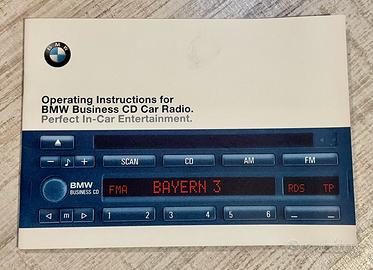 BMW
Operating Instructions for
BMW Business CD Car Radio.
Perfect In-Car Entertainment.
− ♪ + SCAN CD AM FM
BMW
BUSINESS CD
FMA BAYERN 3 RDS TP
m 1 2 3 4 5 6